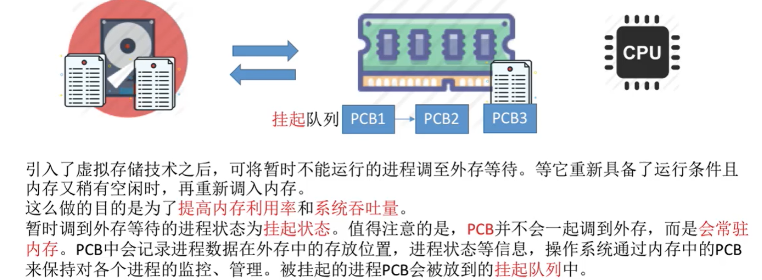 CPU
挂起队列 PCB1 PCB2 PCB3
引入了虚拟存储技术之后，可将暂时不能运行的进程调至外存等待。等它重新具备了运行条件且
内存又稍有空闲时，再重新调入内存。
这么做的目的是为了提高内存利用率和系统吞吐量。
暂时调到外存等待的进程状态为挂起状态。值得注意的是，PCB并不会一起调到外存，而是会常驻
内存。PCB中会记录进程数据在外存中的存放位置，进程状态等信息，操作系统通过内存中的PCB
来保持对各个进程的监控、管理。被挂起的进程PCB会被放到的挂起队列中。